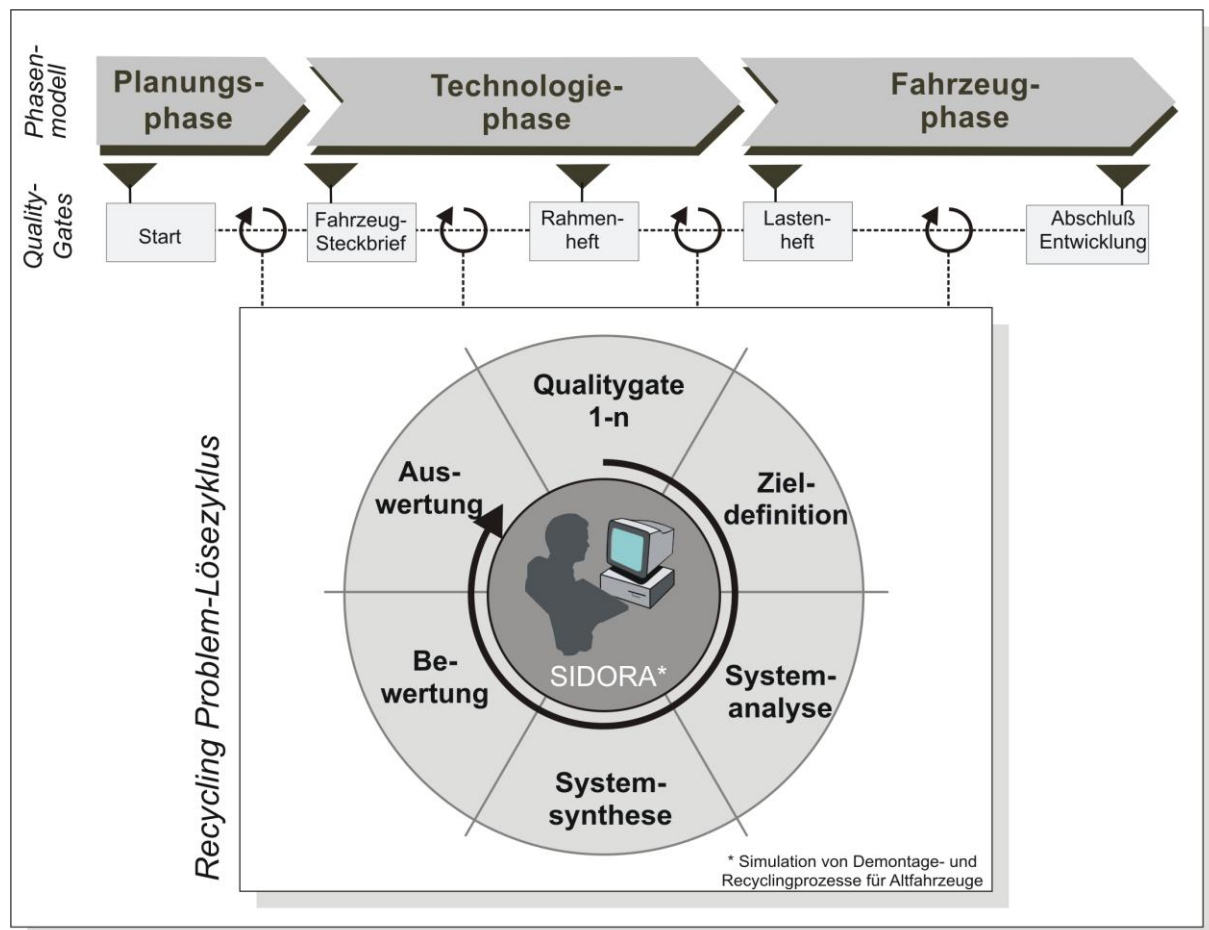 Phasen-
modell
Planungs-
phase
Technologie-
phase
Fahrzeug-
phase
Quality-
Gates
Start
Fahrzeug-
Steckbrief
Rahmen-
heft
Lasten-
heft
Abschluß
Entwicklung
Recycling Problem-Lösezyklus
Qualitygate
1-n
Ziel-
definition
System-
analyse
System-
synthese
Be-
wertung
Aus-
wertung
SIDORA*
* Simulation von Demontage- und
Recyclingprozesse für Altfahrzeuge